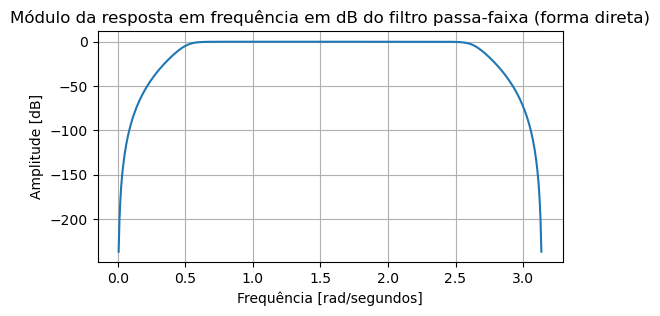 Módulo da resposta em frequência em dB do filtro passa-faixa (forma direta)
0
−50
−100
−150
−200
Amplitude [dB]
0.0 0.5 1.0 1.5 2.0 2.5 3.0
Frequência [rad/segundos]